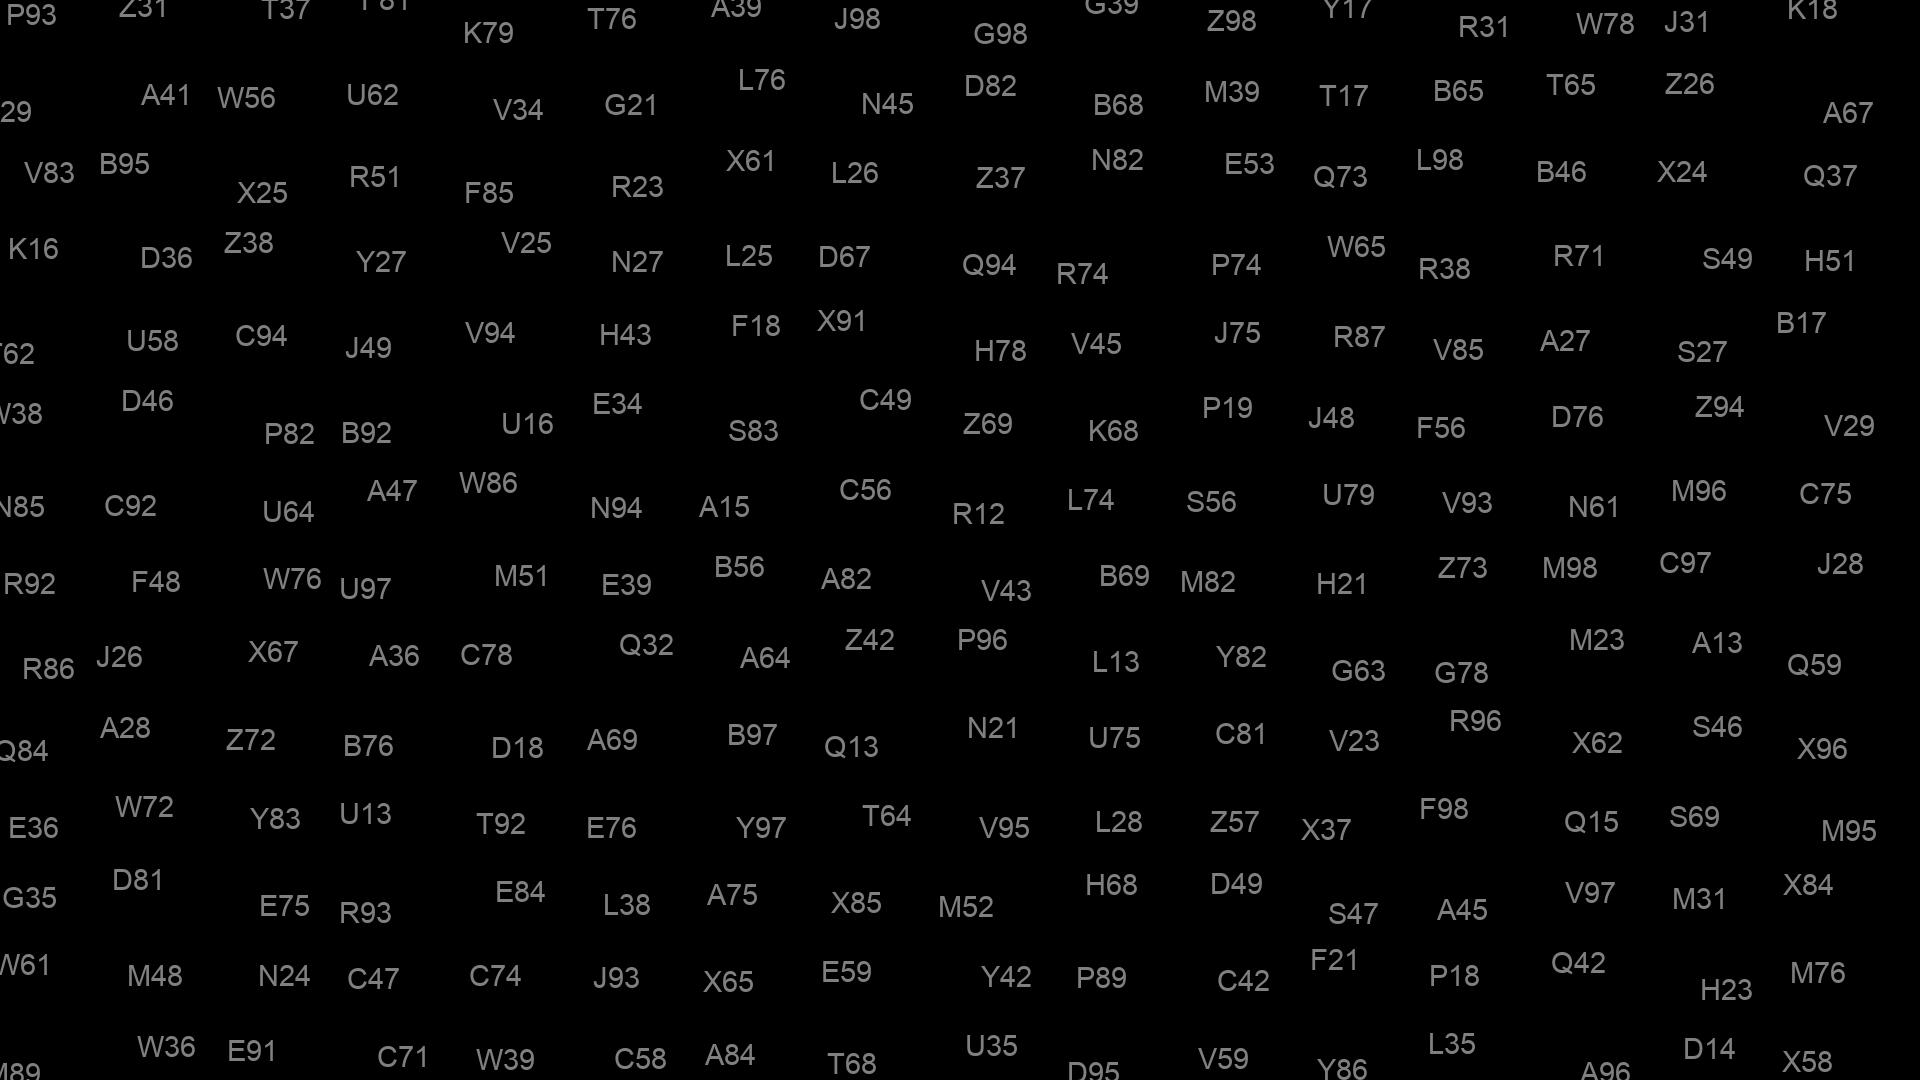 P93 Z31 T37 K79 T76 A39 J98 G98 G39 Z98 Y17 R31 W78 J31 K18
29 A41 W56 U62 V34 G21 L76 N45 D82 B68 M39 T17 B65 T65 Z26 A67
V83 B95 X25 R51 F85 R23 X61 L26 Z37 N82 E53 Q73 L98 B46 X24 Q37
K16 D36 Z38 Y27 V25 N27 L25 D67 Q94 R74 P74 W65 R38 R71 S49 H51
62 U58 C94 J49 V94 H43 F18 X91 H78 V45 J75 R87 V85 A27 S27 B17
W38 D46 P82 B92 U16 E34 S83 C49 Z69 K68 P19 J48 F56 D76 Z94 V29
N85 C92 U64 A47 W86 N94 A15 C56 R12 L74 S56 U79 V93 N61 M96 C75
R92 F48 W76 U97 M51 E39 B56 A82 V43 B69 M82 H21 Z73 M98 C97 J28
R86 J26 X67 A36 C78 Q32 A64 Z42 P96 L13 Y82 G63 G78 M23 A13 Q59
Q84 A28 Z72 B76 D18 A69 B97 Q13 N21 U75 C81 V23 R96 X62 S46 X96
E36 W72 Y83 U13 T92 E76 Y97 T64 V95 L28 Z57 X37 F98 Q15 S69 M95
G35 D81 E75 R93 E84 L38 A75 X85 M52 H68 D49 S47 A45 V97 M31 X84
W61 M48 N24 C47 C74 J93 X65 E59 Y42 P89 C42 F21 P18 Q42 H23 M76
M89 W36 E91 C71 W39 C58 A84 T68 U35 D95 V59 Y86 L35 A96 D14 X58